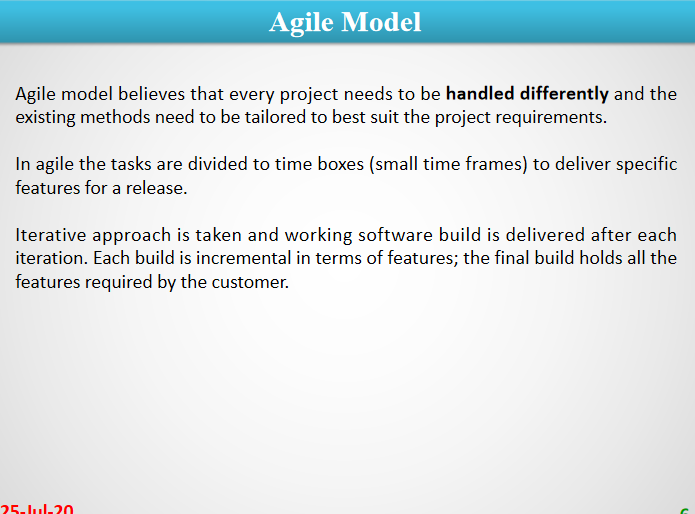 Agile Model
Agile model believes that every project needs to be handled differently and the
existing methods need to be tailored to best suit the project requirements.
In agile the tasks are divided to time boxes (small time frames) to deliver specific
features for a release.
Iterative approach is taken and working software build is delivered after each
iteration. Each build is incremental in terms of features; the final build holds all the
features required by the customer.
25-Jul-20